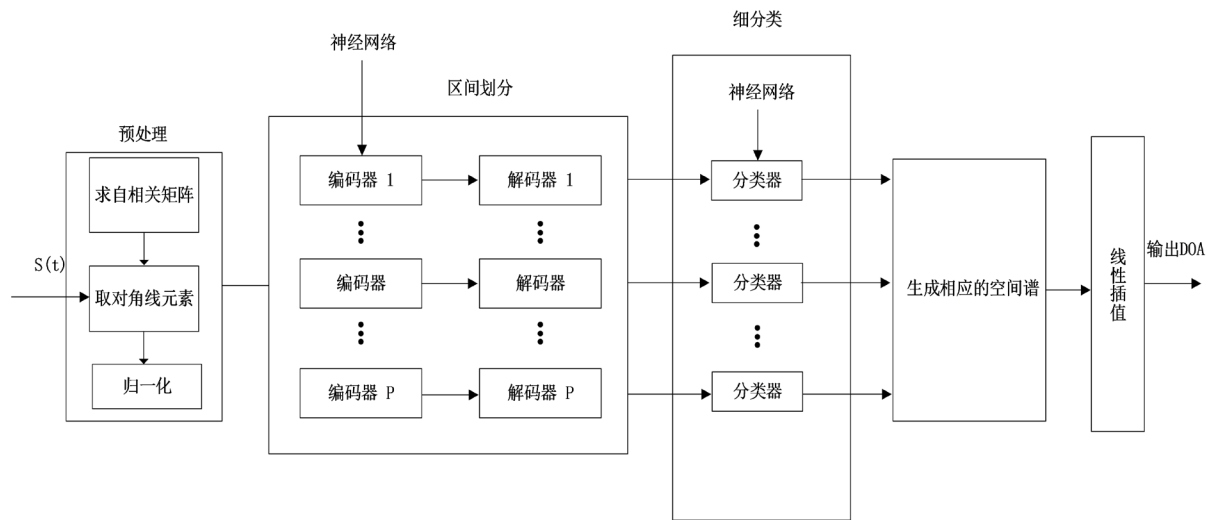 S(t)
预处理
求自相关矩阵
取对角线元素
归一化
神经网络
区间划分
编码器 1
解码器 1
编码器
解码器
编码器 P
解码器 P
细分类
神经网络
分类器
分类器
分类器
生成相应的空间谱
线性插值
输出DOA